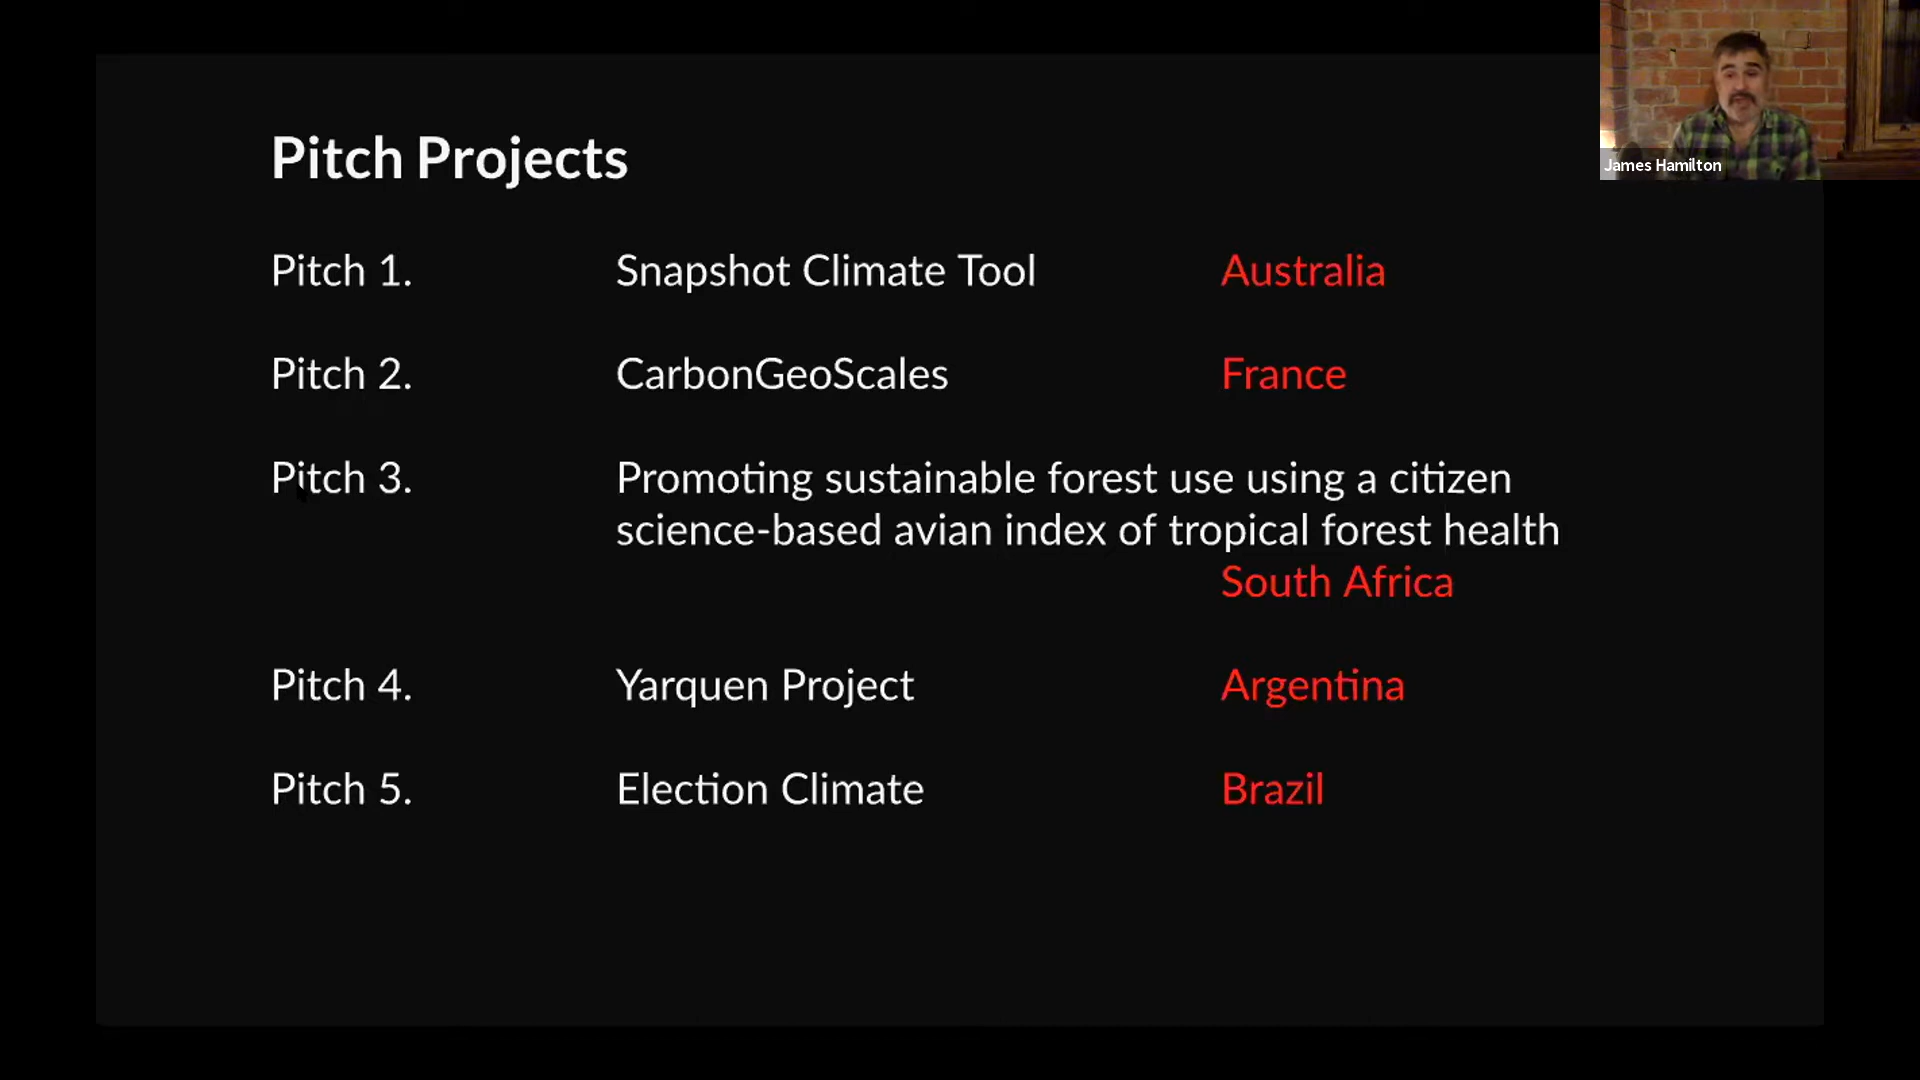 James Hamilton
Pitch Projects
Pitch 1. Snapshot Climate Tool Australia
Pitch 2. CarbonGeoScales France
Pitch 3. Promoting sustainable forest use using a citizen
science-based avian index of tropical forest health
South Africa
Pitch 4. Yarquen Project Argentina
Pitch 5. Election Climate Brazil